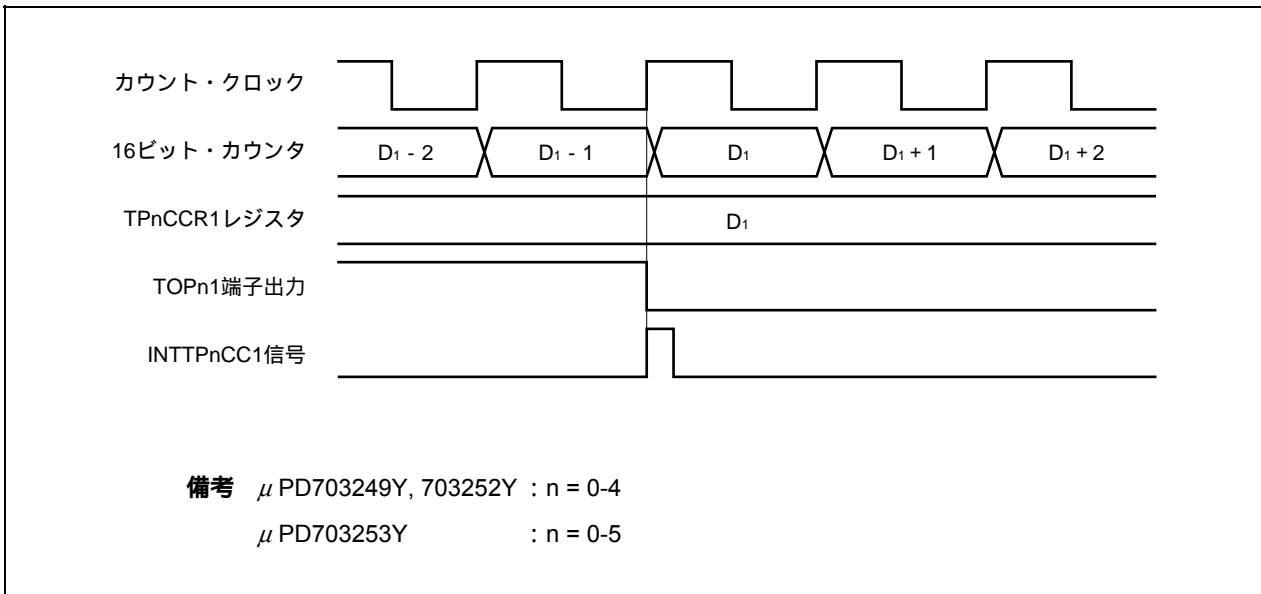 カウント・クロック
16ビット・カウンタ D₁ - 2 D₁ - 1 D₁ D₁ + 1 D₁ + 2
TPnCCR1レジスタ D₁
TOPn1端子出力
INTTPnCC1信号
備考 μ PD703249Y, 703252Y : n = 0-4
μ PD703253Y : n = 0-5